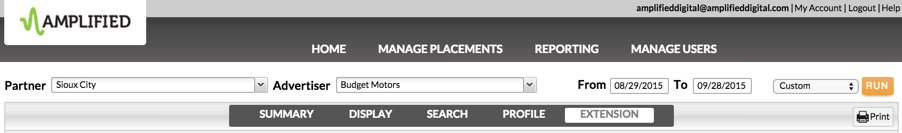 amplifieddigital@amplifieddigital.com | My Account | Logout | Help
AMPLIFIED
HOME MANAGE PLACEMENTS REPORTING MANAGE USERS
Partner Sioux City Advertiser Budget Motors From 08/29/2015 To 09/28/2015 Custom RUN
SUMMARY DISPLAY SEARCH PROFILE EXTENSION Print